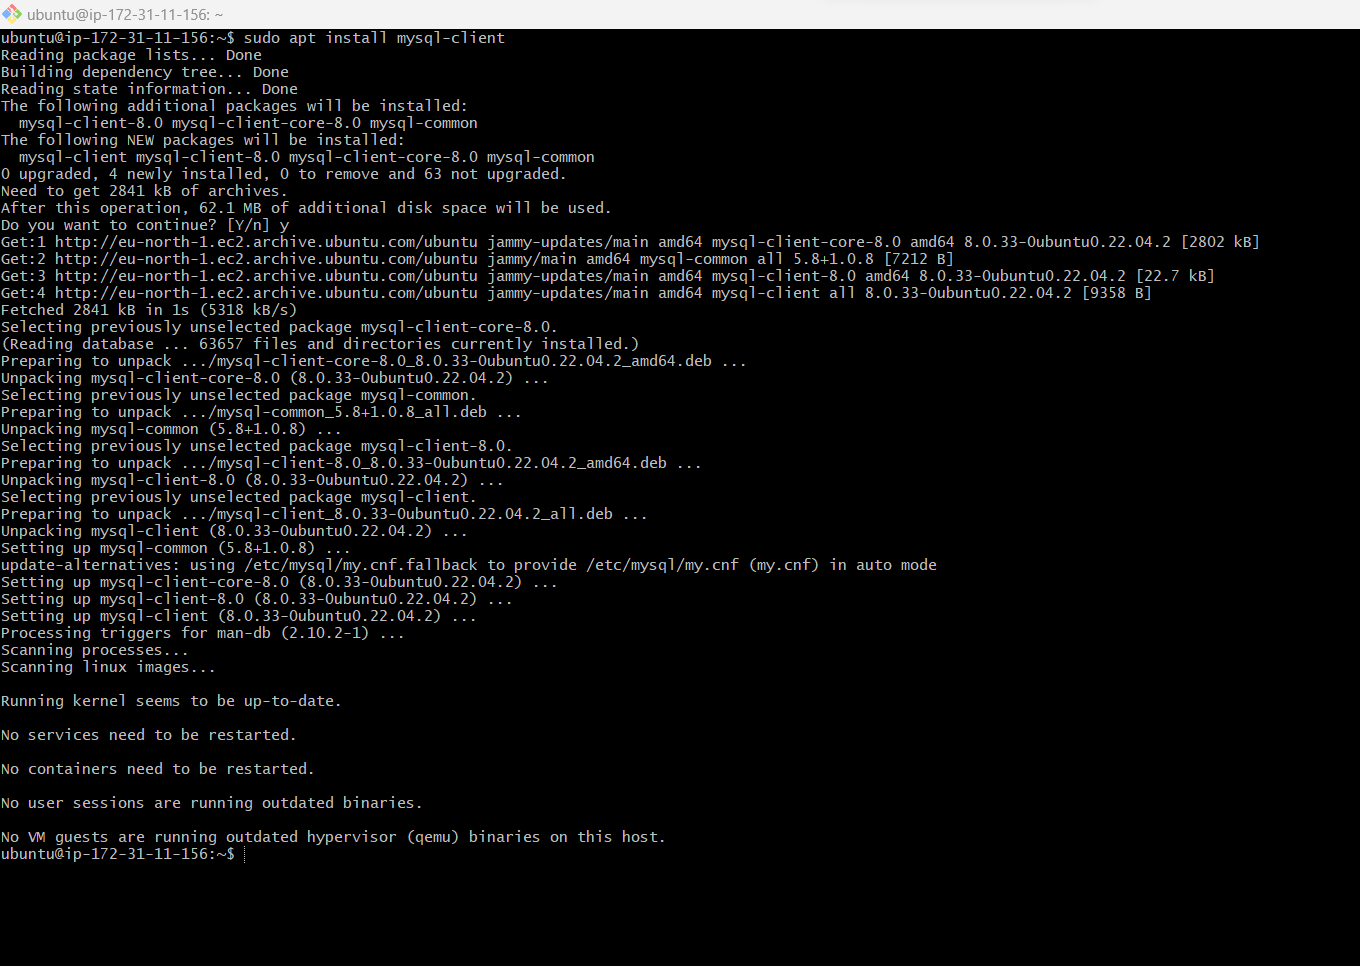 ubuntu@ip-172-31-11-156: ~
ubuntu@ip-172-31-11-156:~$ sudo apt install mysql-client
Reading package lists... Done
Building dependency tree... Done
Reading state information... Done
The following additional packages will be installed:
  mysql-client-8.0 mysql-client-core-8.0 mysql-common
The following NEW packages will be installed:
  mysql-client mysql-client-8.0 mysql-client-core-8.0 mysql-common
0 upgraded, 4 newly installed, 0 to remove and 63 not upgraded.
Need to get 2841 kB of archives.
After this operation, 62.1 MB of additional disk space will be used.
Do you want to continue? [Y/n] y
Get:1 http://eu-north-1.ec2.archive.ubuntu.com/ubuntu jammy-updates/main amd64 mysql-client-core-8.0 amd64 8.0.33-0ubuntu0.22.04.2 [2802 kB]
Get:2 http://eu-north-1.ec2.archive.ubuntu.com/ubuntu jammy/main amd64 mysql-common all 5.8+1.0.8 [7212 B]
Get:3 http://eu-north-1.ec2.archive.ubuntu.com/ubuntu jammy-updates/main amd64 mysql-client-8.0 amd64 8.0.33-0ubuntu0.22.04.2 [22.7 kB]
Get:4 http://eu-north-1.ec2.archive.ubuntu.com/ubuntu jammy-updates/main amd64 mysql-client all 8.0.33-0ubuntu0.22.04.2 [9358 B]
Fetched 2841 kB in 1s (5318 kB/s)
Selecting previously unselected package mysql-client-core-8.0.
(Reading database ... 63657 files and directories currently installed.)
Preparing to unpack .../mysql-client-core-8.0_8.0.33-0ubuntu0.22.04.2_amd64.deb ...
Unpacking mysql-client-core-8.0 (8.0.33-0ubuntu0.22.04.2) ...
Selecting previously unselected package mysql-common.
Preparing to unpack .../mysql-common_5.8+1.0.8_all.deb ...
Unpacking mysql-common (5.8+1.0.8) ...
Selecting previously unselected package mysql-client-8.0.
Preparing to unpack .../mysql-client-8.0_8.0.33-0ubuntu0.22.04.2_amd64.deb ...
Unpacking mysql-client-8.0 (8.0.33-0ubuntu0.22.04.2) ...
Selecting previously unselected package mysql-client.
Preparing to unpack .../mysql-client_8.0.33-0ubuntu0.22.04.2_all.deb ...
Unpacking mysql-client (8.0.33-0ubuntu0.22.04.2) ...
Setting up mysql-common (5.8+1.0.8) ...
update-alternatives: using /etc/mysql/my.cnf.fallback to provide /etc/mysql/my.cnf (my.cnf) in auto mode
Setting up mysql-client-core-8.0 (8.0.33-0ubuntu0.22.04.2) ...
Setting up mysql-client-8.0 (8.0.33-0ubuntu0.22.04.2) ...
Setting up mysql-client (8.0.33-0ubuntu0.22.04.2) ...
Processing triggers for man-db (2.10.2-1) ...
Scanning processes...
Scanning linux images...
Running kernel seems to be up-to-date.
No services need to be restarted.
No containers need to be restarted.
No user sessions are running outdated binaries.
No VM guests are running outdated hypervisor (qemu) binaries on this host.
ubuntu@ip-172-31-11-156:~$